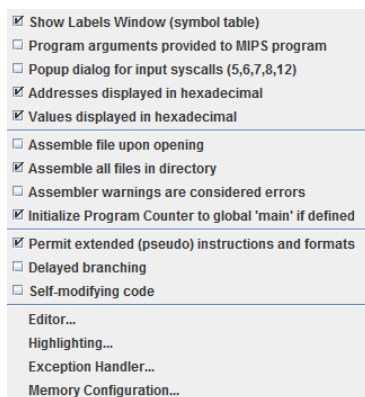 Show Labels Window (symbol table)
Program arguments provided to MIPS program
Popup dialog for input syscalls (5,6,7,8,12)
Addresses displayed in hexadecimal
Values displayed in hexadecimal
Assemble file upon opening
Assemble all files in directory
Assembler warnings are considered errors
Initialize Program Counter to global 'main' if defined
Permit extended (pseudo) instructions and formats
Delayed branching
Self-modifying code
Editor...
Highlighting...
Exception Handler...
Memory Configuration...